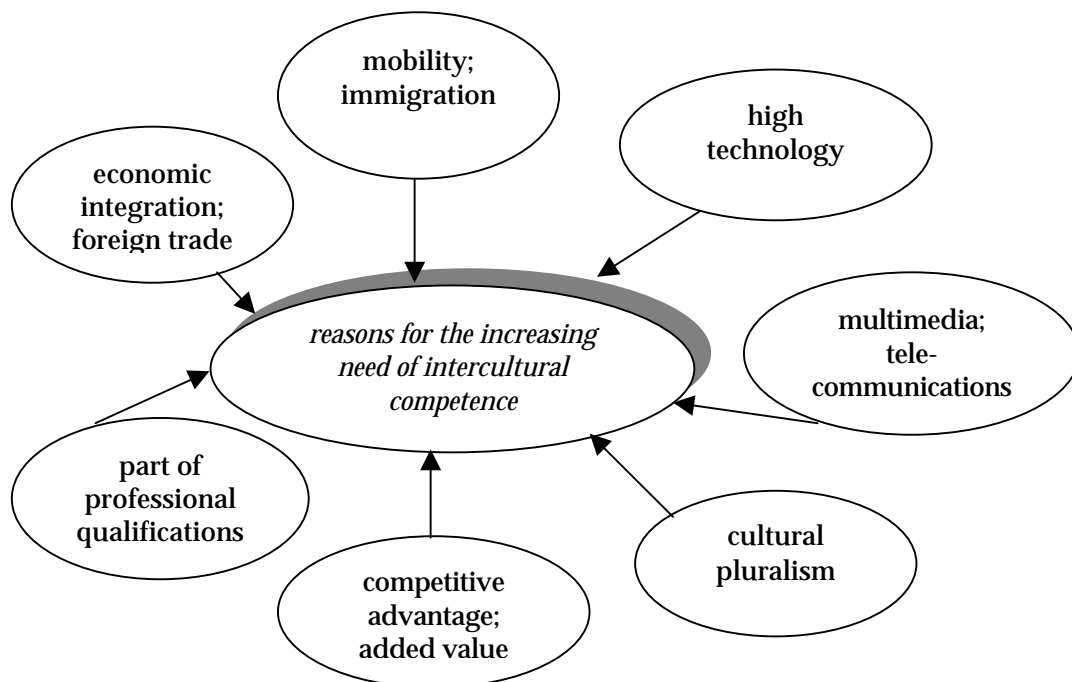 mobility;
immigration
high
technology
economic
integration;
foreign trade
multimedia;
tele-
communications
reasons for the increasing
need of intercultural
competence
part of
professional
qualifications
cultural
pluralism
competitive
advantage;
added value